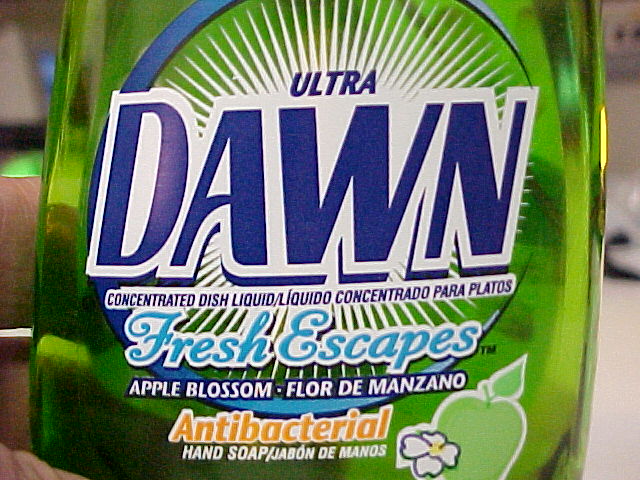 ULTRA
DAWN
CONCENTRATED DISH LIQUID/LÍQUIDO CONCENTRADO PARA PLATOS
Fresh Escapes™
APPLE BLOSSOM · FLOR DE MANZANO
Antibacterial
HAND SOAP/JABÓN DE MANOS